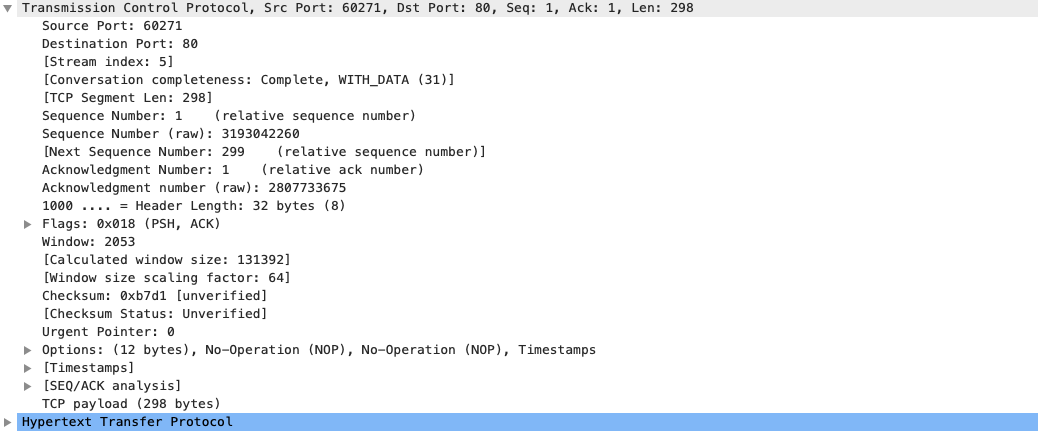 Transmission Control Protocol, Src Port: 60271, Dst Port: 80, Seq: 1, Ack: 1, Len: 298
Source Port: 60271
Destination Port: 80
[Stream index: 5]
[Conversation completeness: Complete, WITH_DATA (31)]
[TCP Segment Len: 298]
Sequence Number: 1    (relative sequence number)
Sequence Number (raw): 3193042260
[Next Sequence Number: 299    (relative sequence number)]
Acknowledgment Number: 1    (relative ack number)
Acknowledgment number (raw): 2807733675
1000 .... = Header Length: 32 bytes (8)
Flags: 0x018 (PSH, ACK)
Window: 2053
[Calculated window size: 131392]
[Window size scaling factor: 64]
Checksum: 0xb7d1 [unverified]
[Checksum Status: Unverified]
Urgent Pointer: 0
Options: (12 bytes), No-Operation (NOP), No-Operation (NOP), Timestamps
[Timestamps]
[SEQ/ACK analysis]
TCP payload (298 bytes)
Hypertext Transfer Protocol